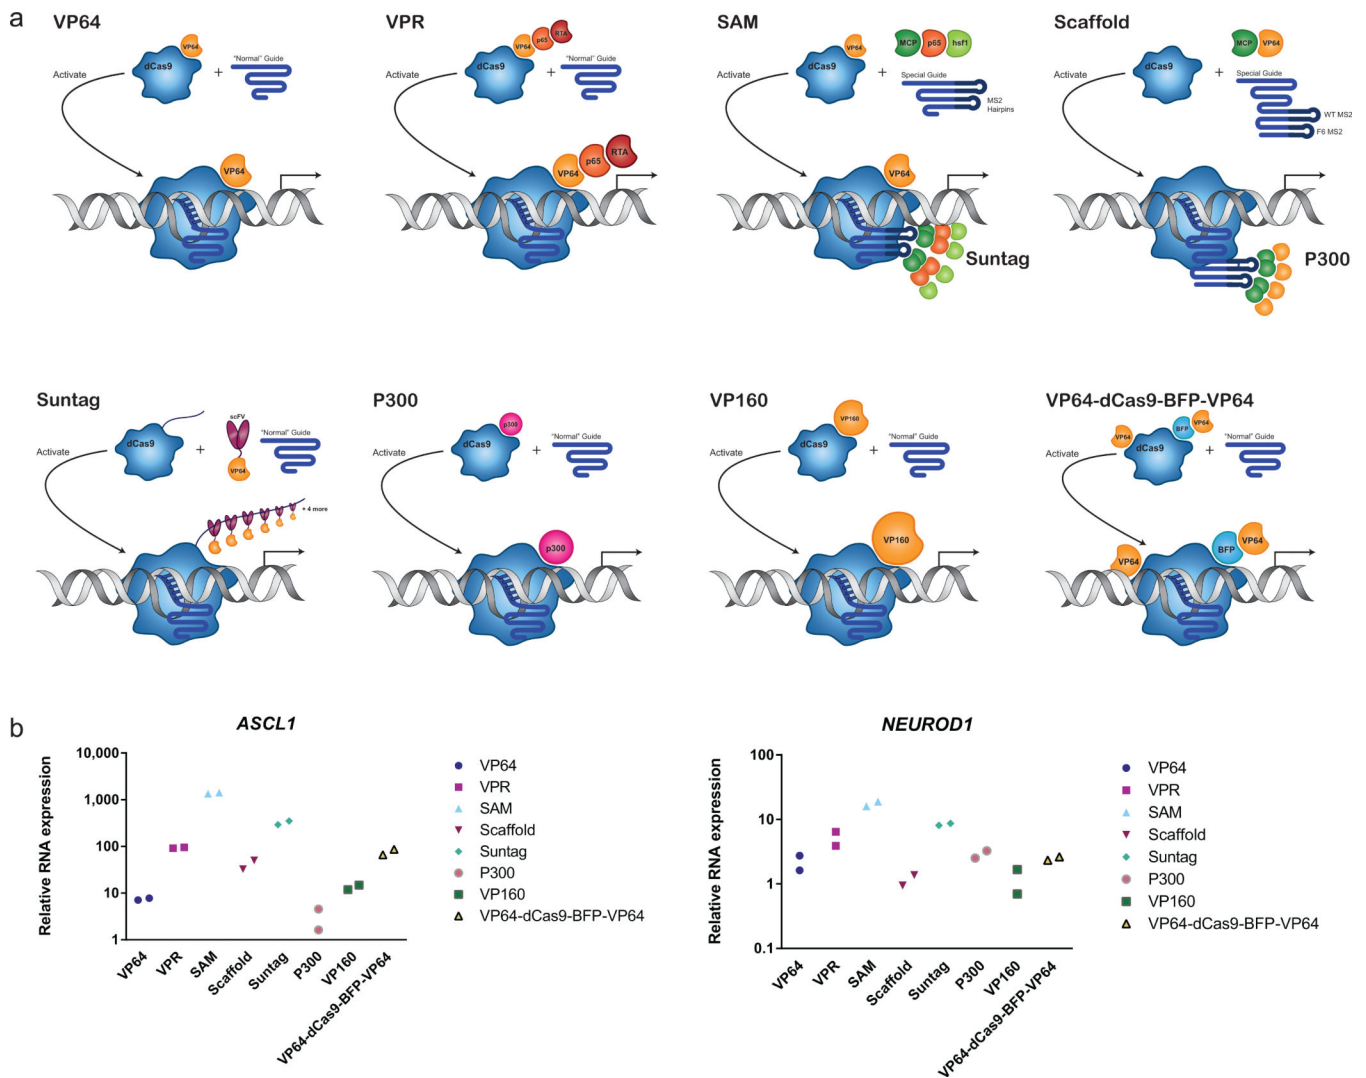 a
VP64
VP64
dCas9
+
"Normal" Guide
Activate
VP64
VPR
VP64
p65
RTA
dCas9
+
"Normal" Guide
Activate
VP64
p65
RTA
SAM
VP64
dCas9
+
MCP
p65
hsf1
Special Guide
MS2
Hairpins
Activate
VP64
Suntag
Scaffold
dCas9
+
MCP
VP64
Special Guide
WT MS2
F6 MS2
Activate
P300
Suntag
dCas9
+
scFV
VP64
"Normal" Guide
Activate
+ 4 more
P300
p300
dCas9
+
"Normal" Guide
Activate
p300
VP160
VP160
dCas9
+
"Normal" Guide
Activate
VP160
VP64-dCas9-BFP-VP64
VP64
BFP
VP64
dCas9
+
"Normal" Guide
Activate
VP64
BFP
VP64
b
ASCL1
Relative RNA expression
10,000
1,000
100
10
1
VP64
VPR
SAM
Scaffold
Suntag
P300
VP160
VP64-dCas9-BFP-VP64
VP64
VPR
SAM
Scaffold
Suntag
P300
VP160
VP64-dCas9-BFP-VP64
NEUROD1
Relative RNA expression
100
10
1
0.1
VP64
VPR
SAM
Scaffold
Suntag
P300
VP160
VP64-dCas9-BFP-VP64
VP64
VPR
SAM
Scaffold
Suntag
P300
VP160
VP64-dCas9-BFP-VP64